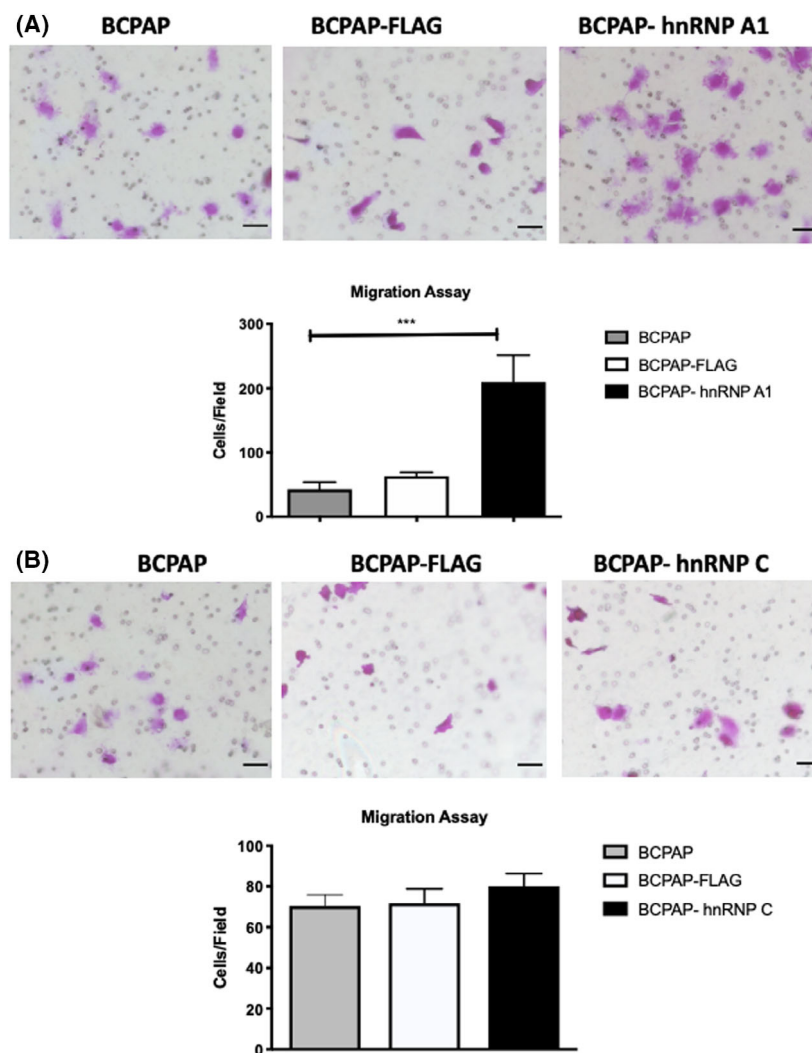 (A)
BCPAP
BCPAP-FLAG
BCPAP- hnRNP A1
Migration Assay
***
300
200
100
0
Cells/Field
BCPAP
BCPAP-FLAG
BCPAP- hnRNP A1
(B)
BCPAP
BCPAP-FLAG
BCPAP- hnRNP C
Migration Assay
100
80
60
40
20
0
Cells/Field
BCPAP
BCPAP-FLAG
BCPAP- hnRNP C